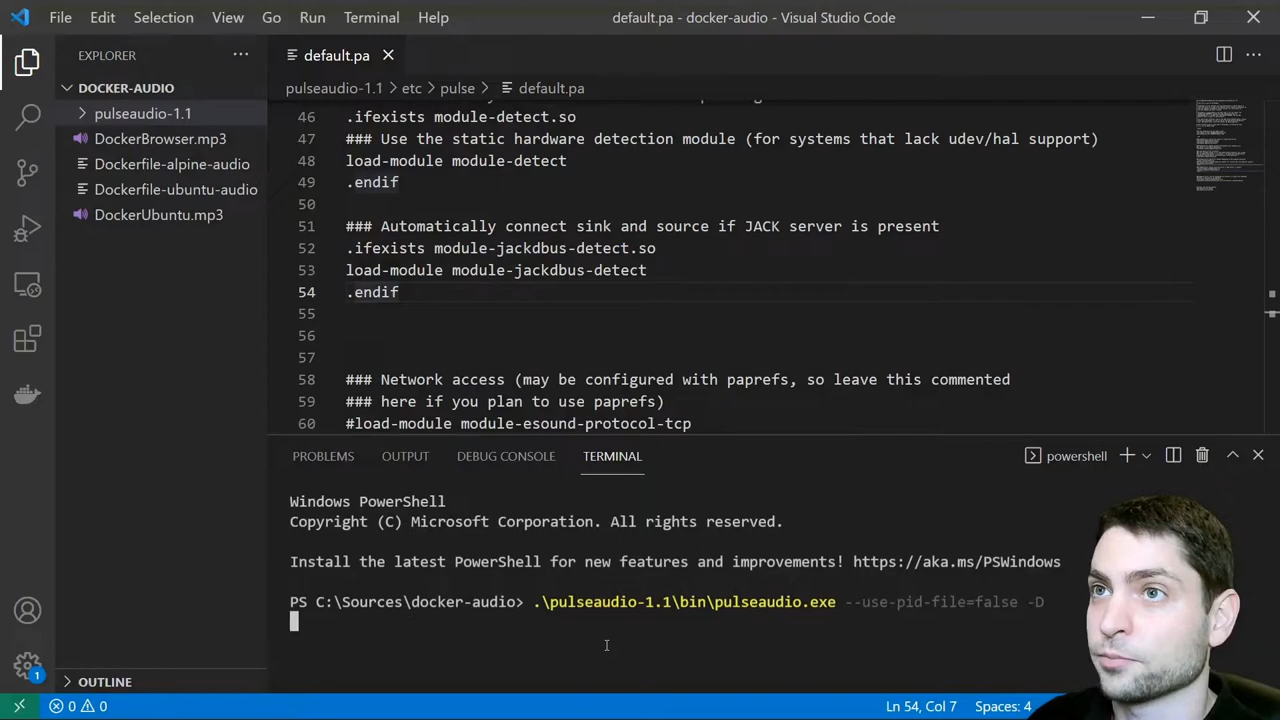 File Edit Selection View Go Run Terminal Help default.pa - docker-audio - Visual Studio Code
EXPLORER
default.pa
DOCKER-AUDIO
pulseaudio-1.1
DockerBrowser.mp3
Dockerfile-alpine-audio
Dockerfile-ubuntu-audio
DockerUbuntu.mp3
OUTLINE
pulseaudio-1.1 > etc > pulse > default.pa
46 .ifexists module-detect.so
47 ### Use the static hardware detection module (for systems that lack udev/hal support)
48 load-module module-detect
49 .endif
50
51 ### Automatically connect sink and source if JACK server is present
52 .ifexists module-jackdbus-detect.so
53 load-module module-jackdbus-detect
54 .endif
55
56
57
58 ### Network access (may be configured with paprefs, so leave this commented
59 ### here if you plan to use paprefs)
60 #load-module module-esound-protocol-tcp
PROBLEMS OUTPUT DEBUG CONSOLE TERMINAL powershell
Windows PowerShell
Copyright (C) Microsoft Corporation. All rights reserved.
Install the latest PowerShell for new features and improvements! https://aka.ms/PSWindows
PS C:\Sources\docker-audio> .\pulseaudio-1.1\bin\pulseaudio.exe --use-pid-file=false -D
1
0 0 Ln 54, Col 7 Spaces: 4